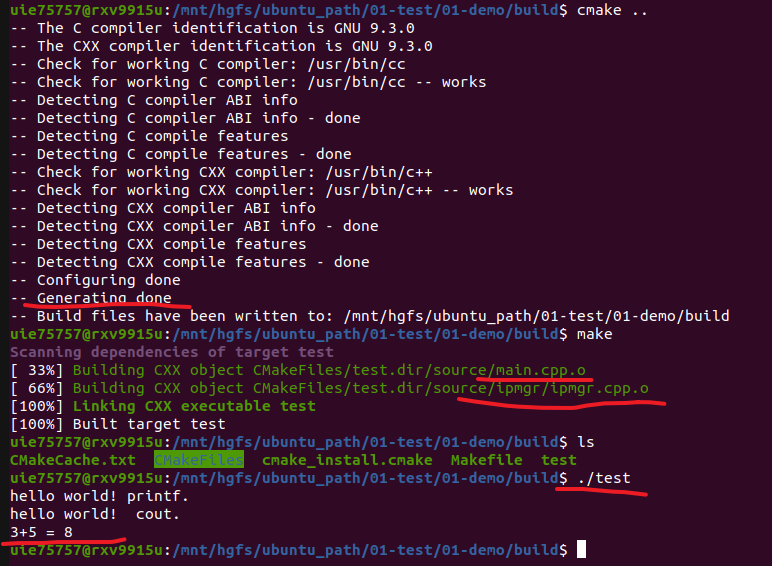 uie75757@rxv9915u:/mnt/hgfs/ubuntu_path/01-test/01-demo/build$ cmake ..
-- The C compiler identification is GNU 9.3.0
-- The CXX compiler identification is GNU 9.3.0
-- Check for working C compiler: /usr/bin/cc
-- Check for working C compiler: /usr/bin/cc -- works
-- Detecting C compiler ABI info
-- Detecting C compiler ABI info - done
-- Detecting C compile features
-- Detecting C compile features - done
-- Check for working CXX compiler: /usr/bin/c++
-- Check for working CXX compiler: /usr/bin/c++ -- works
-- Detecting CXX compiler ABI info
-- Detecting CXX compiler ABI info - done
-- Detecting CXX compile features
-- Detecting CXX compile features - done
-- Configuring done
-- Generating done
-- Build files have been written to: /mnt/hgfs/ubuntu_path/01-test/01-demo/build
uie75757@rxv9915u:/mnt/hgfs/ubuntu_path/01-test/01-demo/build$ make
Scanning dependencies of target test
[ 33%] Building CXX object CMakeFiles/test.dir/source/main.cpp.o
[ 66%] Building CXX object CMakeFiles/test.dir/source/ipmgr/ipmgr.cpp.o
[100%] Linking CXX executable test
[100%] Built target test
uie75757@rxv9915u:/mnt/hgfs/ubuntu_path/01-test/01-demo/build$ ls
CMakeCache.txt  CMakeFiles  cmake_install.cmake  Makefile  test
uie75757@rxv9915u:/mnt/hgfs/ubuntu_path/01-test/01-demo/build$ ./test
hello world! printf.
hello world!  cout.
3+5 = 8
uie75757@rxv9915u:/mnt/hgfs/ubuntu_path/01-test/01-demo/build$